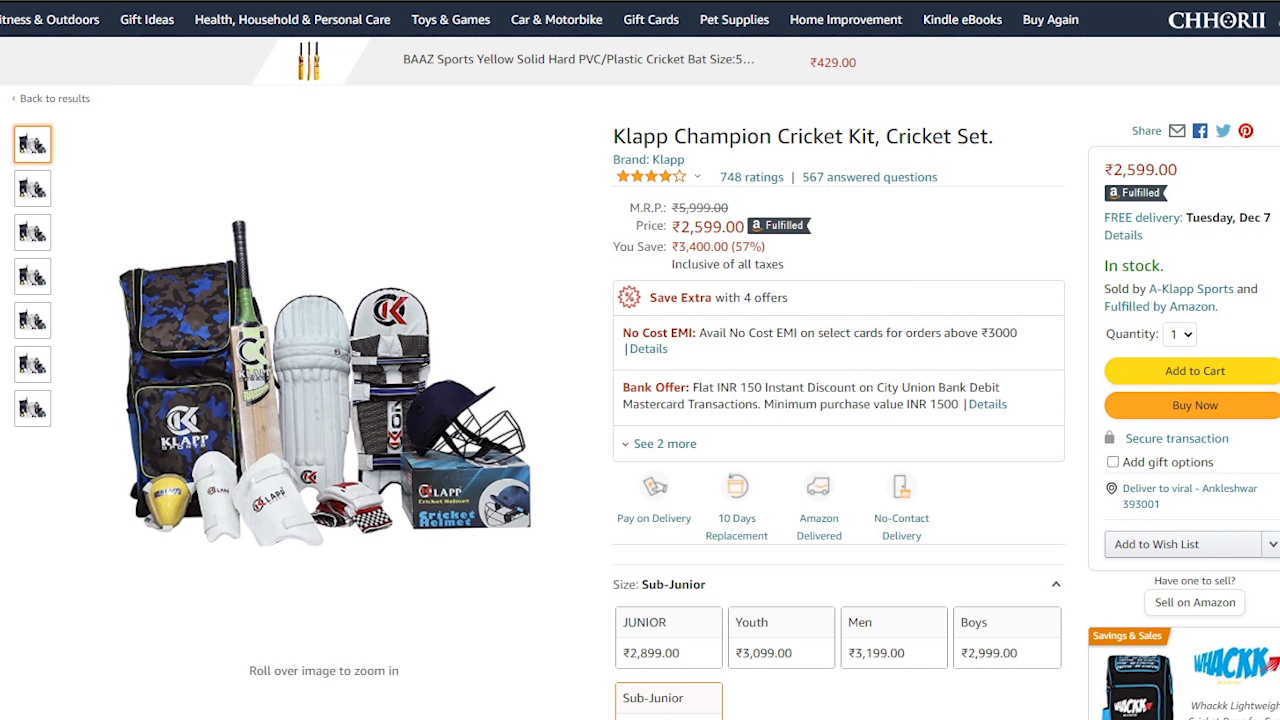 itness & Outdoors Gift Ideas Health, Household & Personal Care Toys & Games Car & Motorbike Gift Cards Pet Supplies Home Improvement Kindle eBooks Buy Again CHHORII
BAAZ Sports Yellow Solid Hard PVC/Plastic Cricket Bat Size:5... ₹429.00
‹ Back to results
Klapp Champion Cricket Kit, Cricket Set.
Brand: Klapp
748 ratings | 567 answered questions
M.R.P.: ₹5,999.00
Price: ₹2,599.00 a Fulfilled
You Save: ₹3,400.00 (57%)
Inclusive of all taxes
Save Extra with 4 offers
No Cost EMI: Avail No Cost EMI on select cards for orders above ₹3000
|Details
Bank Offer: Flat INR 150 Instant Discount on City Union Bank Debit
Mastercard Transactions. Minimum purchase value INR 1500 |Details
See 2 more
Pay on Delivery
10 Days
Replacement
Amazon
Delivered
No-Contact
Delivery
Size: Sub-Junior
JUNIOR
₹2,899.00
Youth
₹3,099.00
Men
₹3,199.00
Boys
₹2,999.00
Sub-Junior
CK
KLAPP
SPORTS
KLAPP
KLAPP
KLAPP
Cricket Helmet
Cricket
Helmet
Roll over image to zoom in
Share
₹2,599.00
a Fulfilled
FREE delivery: Tuesday, Dec 7
Details
In stock.
Sold by A-Klapp Sports and
Fulfilled by Amazon.
Quantity: 1
Add to Cart
Buy Now
Secure transaction
Add gift options
Deliver to viral - Ankleshwar
393001
Add to Wish List
Have one to sell?
Sell on Amazon
Savings & Sales
WHACKK
WHACKK
Whackk Lightweigh